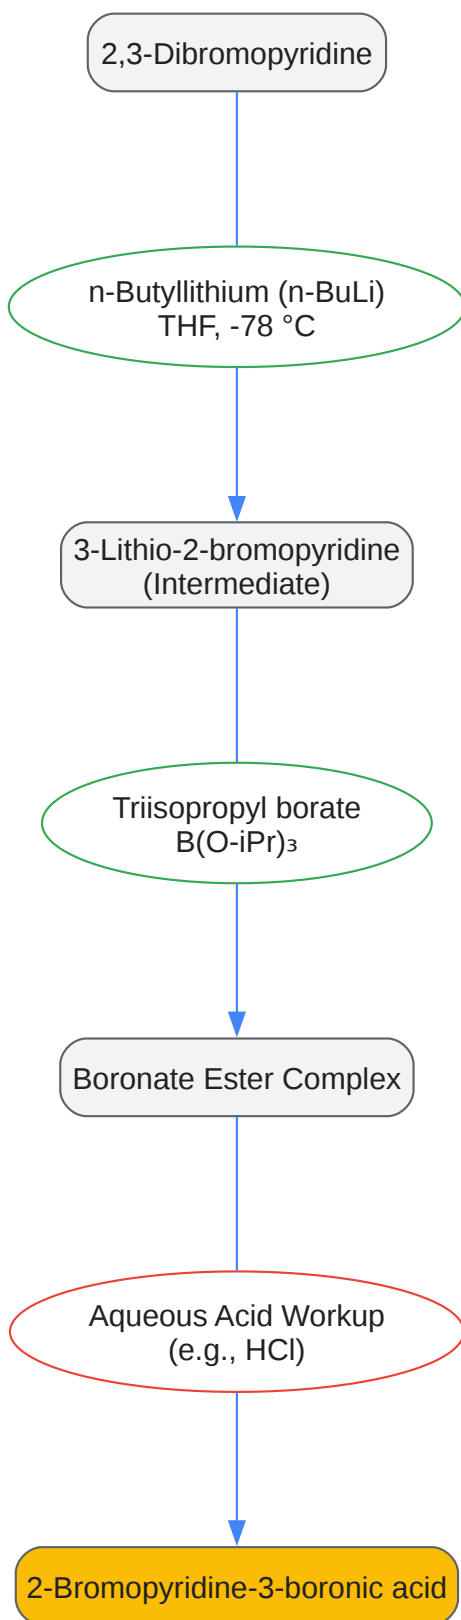 2,3-Dibromopyridine
n-Butyllithium (n-BuLi)
THF, -78 °C
3-Lithio-2-bromopyridine
(Intermediate)
Triisopropyl borate
B(O-iPr)₃
Boronate Ester Complex
Aqueous Acid Workup
(e.g., HCl)
2-Bromopyridine-3-boronic acid